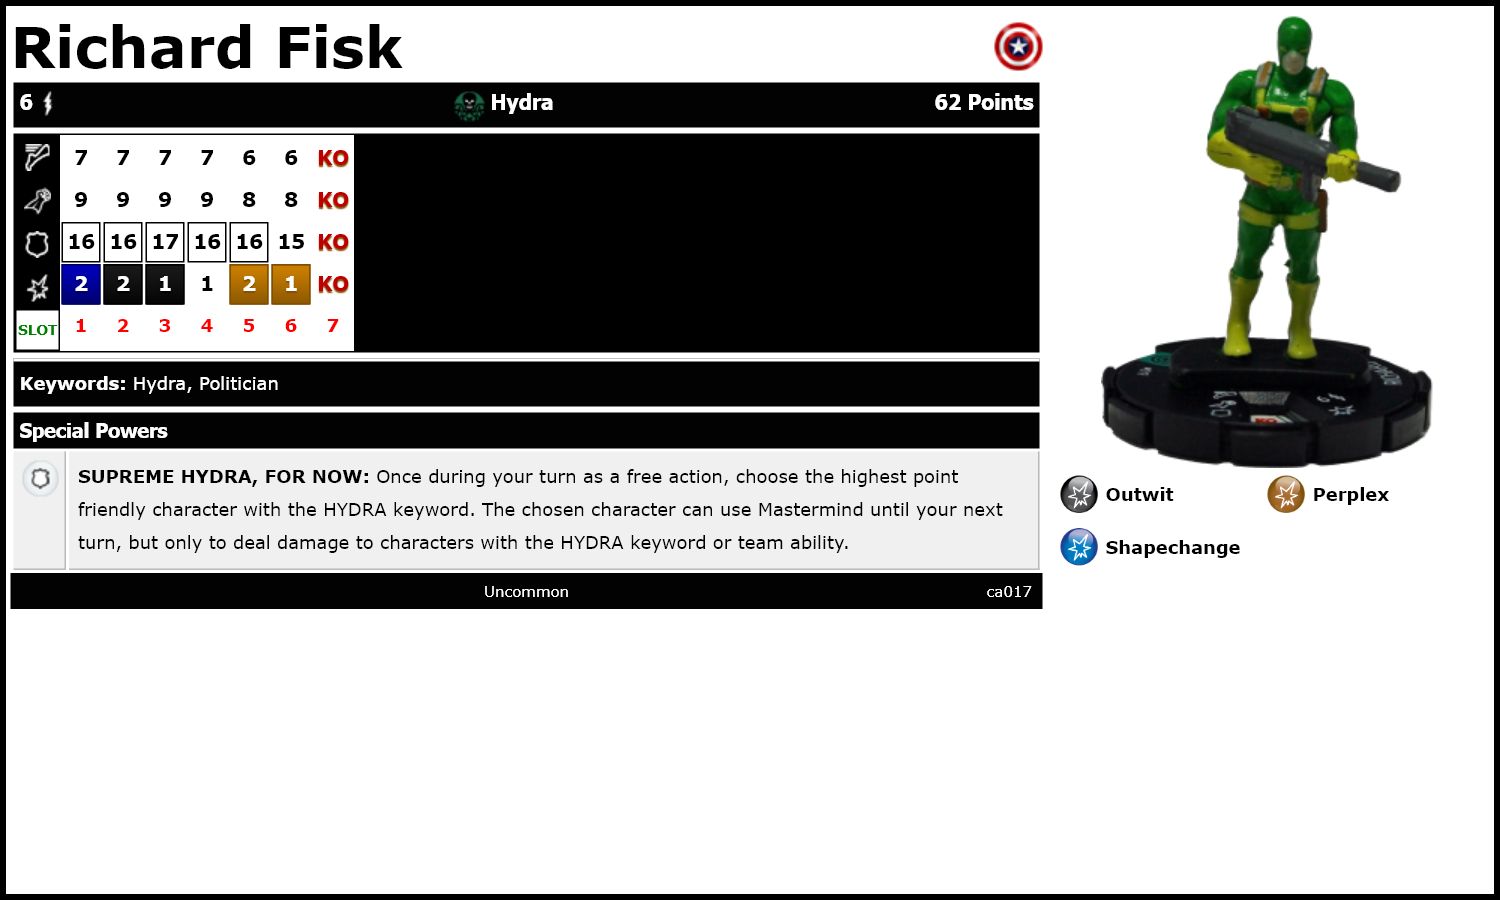 Richard Fisk
6 Hydra 62 Points
7 7 7 7 6 6 KO
9 9 9 9 8 8 KO
16 16 17 16 16 15 KO
2 2 1 1 2 1 KO
SLOT 1 2 3 4 5 6 7
Keywords: Hydra, Politician
Special Powers
SUPREME HYDRA, FOR NOW: Once during your turn as a free action, choose the highest point
friendly character with the HYDRA keyword. The chosen character can use Mastermind until your next
turn, but only to deal damage to characters with the HYDRA keyword or team ability.
Uncommon ca017
Outwit Perplex
Shapechange